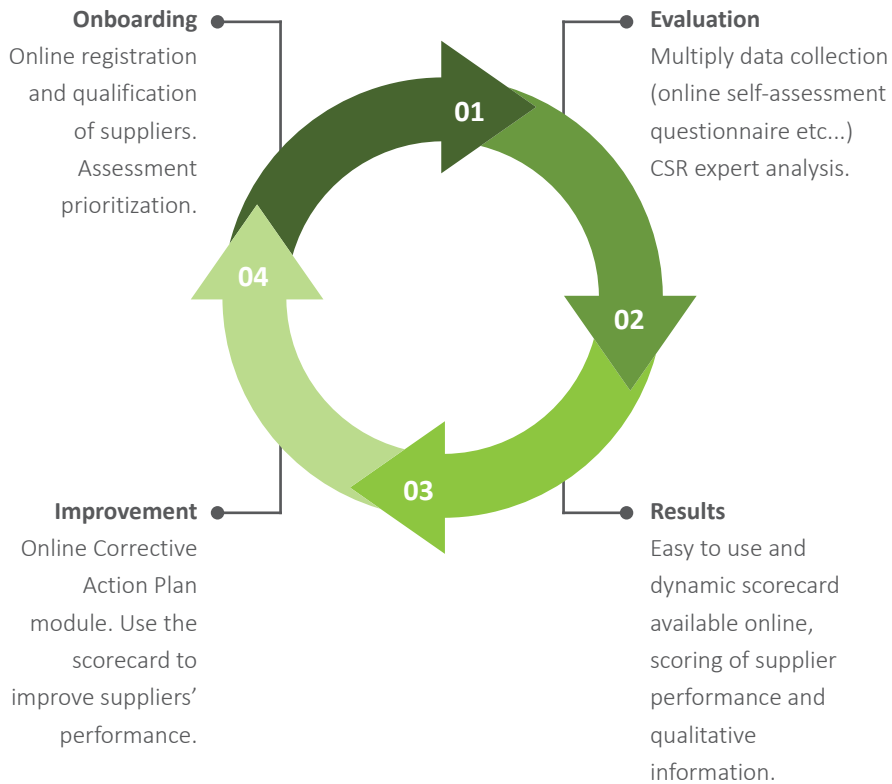 Onboarding
Online registration
and qualification
of suppliers.
Assessment
prioritization.
01
Evaluation
Multiply data collection
(online self-assessment
questionnaire etc...)
CSR expert analysis.
02
Results
Easy to use and
dynamic scorecard
available online,
scoring of supplier
performance and
qualitative
information.
03
Improvement
Online Corrective
Action Plan
module. Use the
scorecard to
improve suppliers’
performance.
04